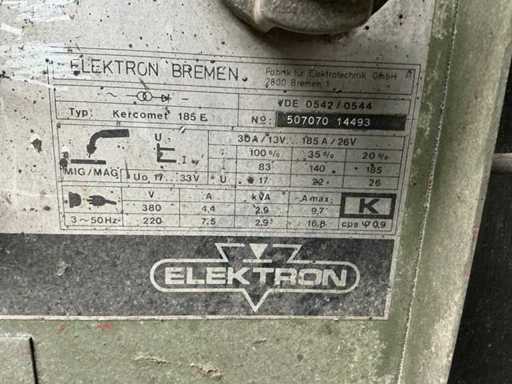 ELEKTRON BREMEN Fabrik für Elektrotechnik GmbH
2800 Bremen 1
VDE 0542/0544
Typ: Kercomet 185 E No: 507070 14493
U 30A/13V 185A/26V
100% 35% 20%
I 83 140 185
MIG/MAG Uo 17 33V U 17 22 26
V A kVA A max.
380 4,4 2,9 9,7 K
3~50Hz 220 7,5 2,9 16,8 cos φ 0,9
ELEKTRON